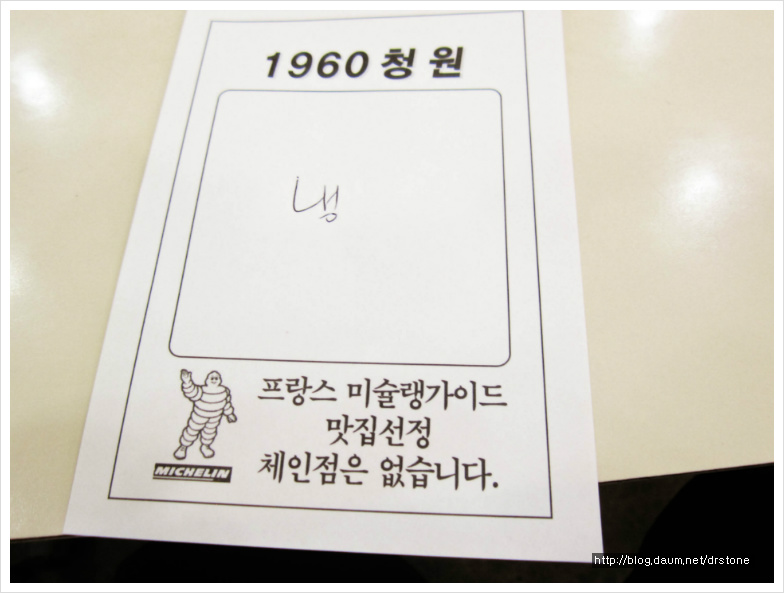 1960 청원
냉
프랑스 미슐랭가이드
맛집선정
체인점은 없습니다.
MICHELIN
http://blog.daum.net/drstone